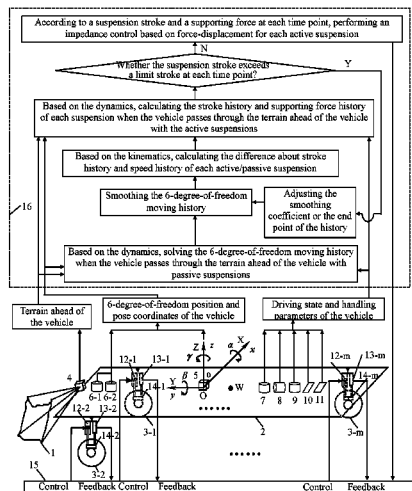 According to a suspension stroke and a supporting force at each time point, performing an
impedance control based on force-displacement for each active suspension
N
Whether the suspension stroke exceeds
a limit stroke at each time point?
Y
Based on the dynamics, calculating the stroke history and supporting force history
of each suspension when the vehicle passes through the terrain ahead of the vehicle
with the active suspensions
Based on the kinematics, calculating the difference about stroke
history and speed history of each active/passive suspension
Smoothing the 6-degree-of-freedom
moving history
Adjusting the
smoothing
coefficient or the end
point of the history
16
Based on the dynamics, solving the 6-degree-of-freedom moving history
when the vehicle passes through the terrain ahead of the vehicle with
passive suspensions
Terrain ahead of
the vehicle
6-degree-of-freedom position and
pose coordinates of the vehicle
Driving state and handling
parameters of the vehicle
4
6-1 6-2
12-1
13-1
14-1
3-1
Z
z
γ
X
x
α
Y
y
β
5
o
O
W
7 8 9 10 11
12-m
13-m
14-m
3-m
12-2
13-2
14-2
3-2
1
2
......
......
15
Control Feedback Control Feedback Control Feedback